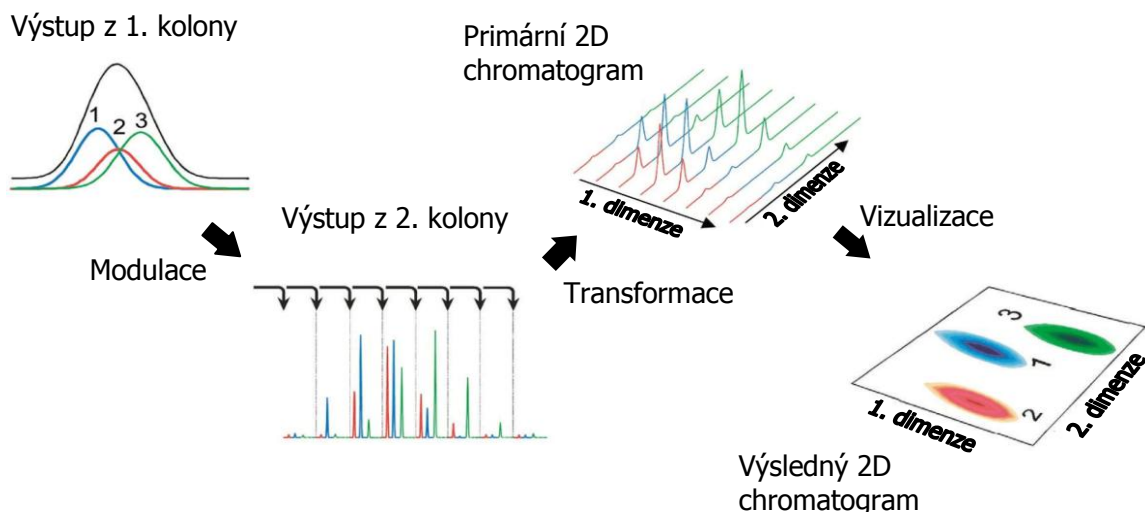 Výstup z 1. kolony
1
2
3
Modulace
Výstup z 2. kolony
Transformace
Primární 2D
chromatogram
1. dimenze
2. dimenze
Vizualizace
3
1
2
1. dimenze
2. dimenze
Výsledný 2D
chromatogram